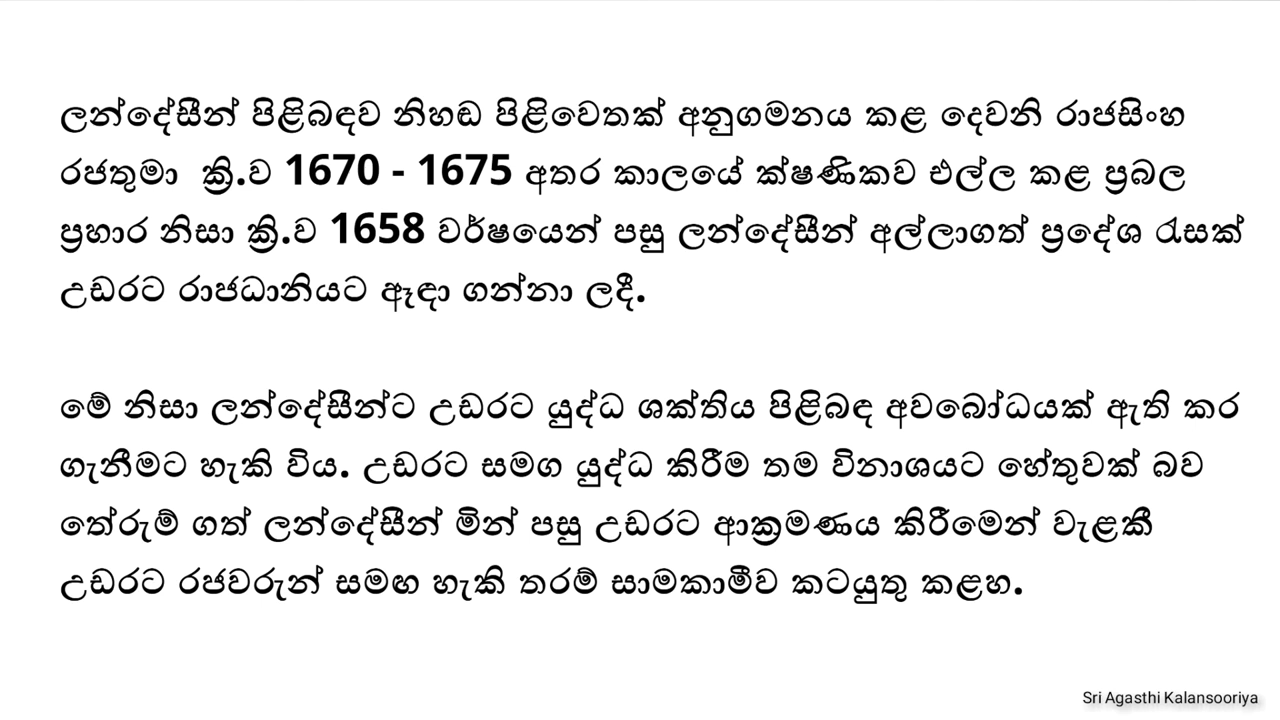 ලන්දේසීන් පිළිබඳව නිහඬ පිළිවෙතක් අනුගමනය කළ දෙවනි රාජසිංහ
රජතුමා ක්‍රි.ව 1670 - 1675 අතර කාලයේ ක්ෂණිකව එල්ල කළ ප්‍රබල
ප්‍රහාර නිසා ක්‍රි.ව 1658 වර්ෂයෙන් පසු ලන්දේසීන් අල්ලාගත් ප්‍රදේශ රැසක්
උඩරට රාජධානියට ඈඳා ගන්නා ලදී.
මේ නිසා ලන්දේසීන්ට උඩරට යුද්ධ ශක්තිය පිළිබඳ අවබෝධයක් ඇති කර
ගැනීමට හැකි විය. උඩරට සමග යුද්ධ කිරීම තම විනාශයට හේතුවක් බව
තේරුම් ගත් ලන්දේසීන් මින් පසු උඩරට ආක්‍රමණය කිරීමෙන් වැළකී
උඩරට රජවරුන් සමඟ හැකි තරම් සාමකාමීව කටයුතු කළහ.
Sri Agasthi Kalansooriya